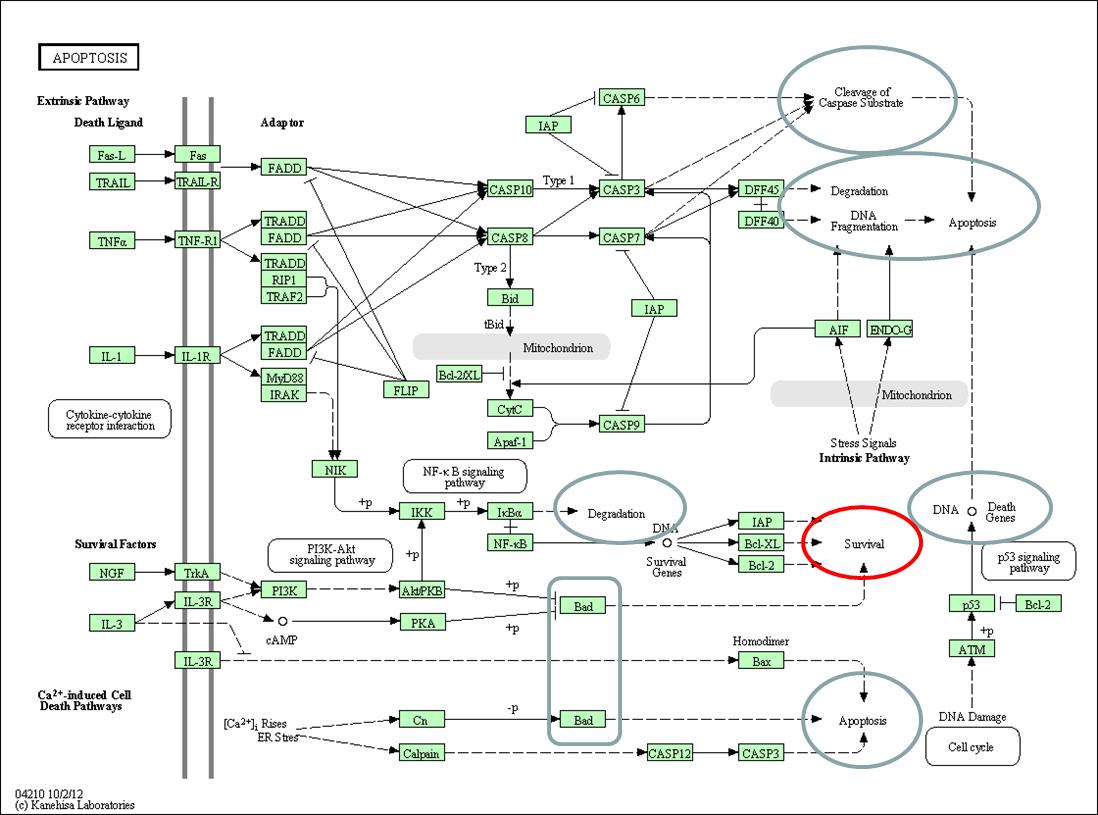 APOPTOSIS
Extrinsic Pathway
Death Ligand
Adaptor
Fas-L
Fas
FADD
TRAIL
TRAIL-R
TNFα
TNF-R1
TRADD
FADD
TRADD
RIP1
TRAF2
IL-1
IL-1R
TRADD
FADD
MyD88
IRAK
FLIP
Cytokine-cytokine
receptor interaction
CASP6
IAP
CASP10
Type 1
CASP3
CASP8
CASP7
Type 2
Bid
tBid
Mitochondrion
Bcl-2/XL
CytC
Apaf-1
CASP9
IAP
DFF45
DFF40
Cleavage of
Caspase Substrate
Degradation
DNA
Fragmentation
Apoptosis
AIF
ENDO-G
Mitochondrion
Stress Signals
Intrinsic Pathway
NIK
NF-κ B signaling
pathway
+p
IKK
+p
IκBα
Degradation
NF-κB
DNA
Survival
Genes
IAP
Bcl-XL
Bcl-2
Survival
DNA
Death
Genes
p53 signaling
pathway
Survival Factors
PI3K-Akt
signaling pathway
+p
NGF
TrkA
PI3K
Akt/PKB
+p
IL-3R
IL-3
cAMP
PKA
+p
Bad
p53
Bcl-2
+p
ATM
IL-3R
Homodimer
Bax
Ca2+-induced Cell
Death Pathways
[Ca2+]i Rises
ER Stres
Cn
-p
Bad
Apoptosis
Calpain
CASP12
CASP3
DNA Damage
Cell cycle
04210 10/2/12
(c) Kanehisa Laboratories